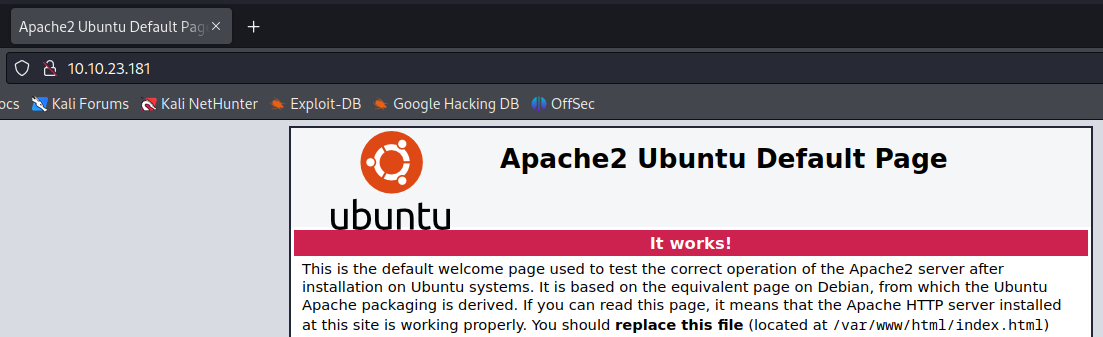 Apache2 Ubuntu Default Pag
10.10.23.181
ocs Kali Forums Kali NetHunter Exploit-DB Google Hacking DB OffSec
Apache2 Ubuntu Default Page
ubuntu
It works!
This is the default welcome page used to test the correct operation of the Apache2 server after
installation on Ubuntu systems. It is based on the equivalent page on Debian, from which the Ubuntu
Apache packaging is derived. If you can read this page, it means that the Apache HTTP server installed
at this site is working properly. You should replace this file (located at /var/www/html/index.html)